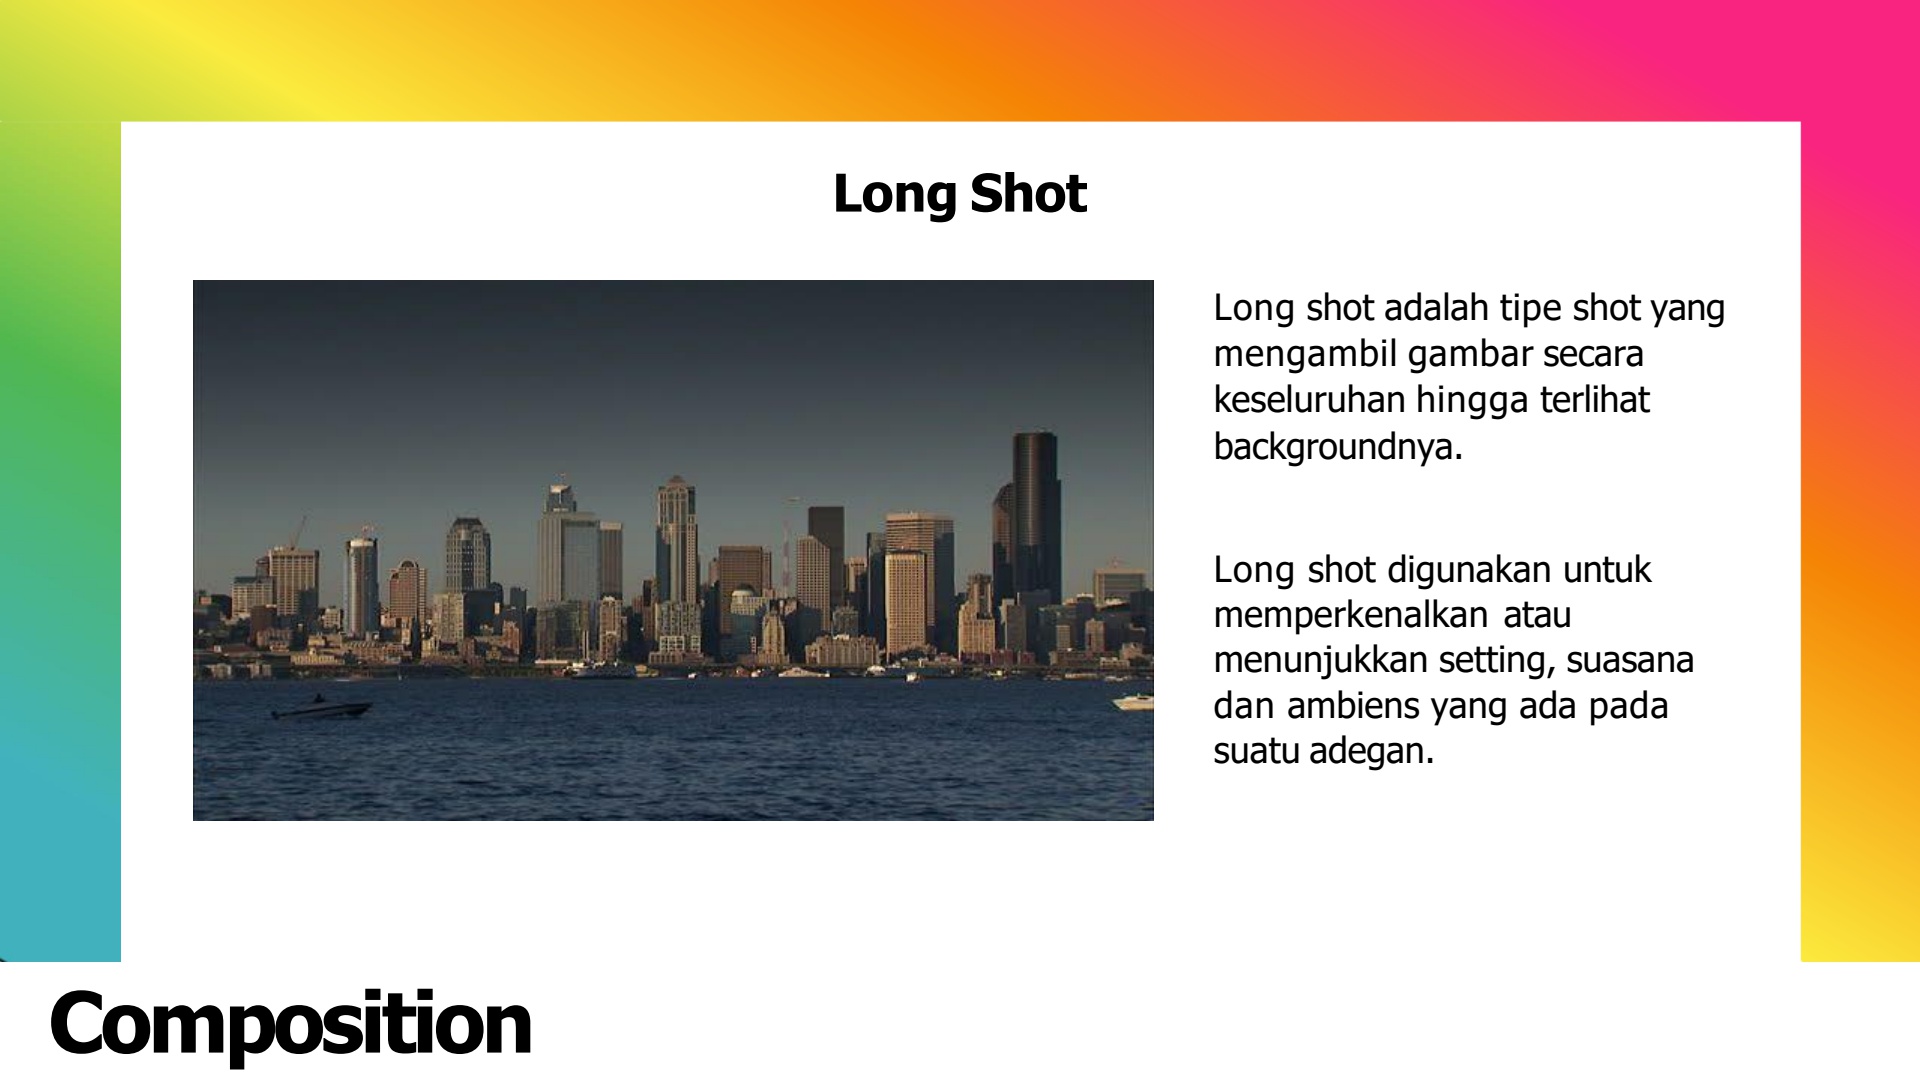 Long Shot
Long shot adalah tipe shot yang
mengambil gambar secara
keseluruhan hingga terlihat
backgroundnya.
Long shot digunakan untuk
memperkenalkan atau
menunjukkan setting, suasana
dan ambiens yang ada pada
suatu adegan.
Composition